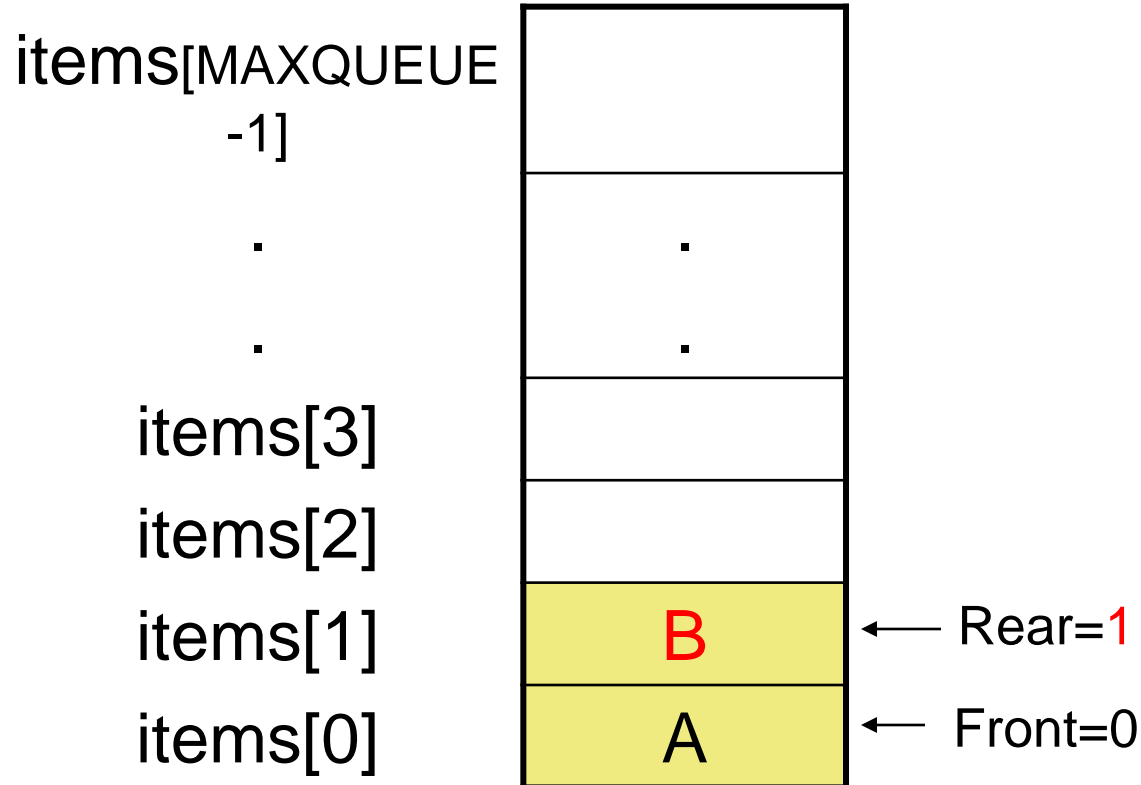 items[MAXQUEUE
-1]
. .
. .
items[3]
items[2]
items[1] B Rear=1
items[0] A Front=0